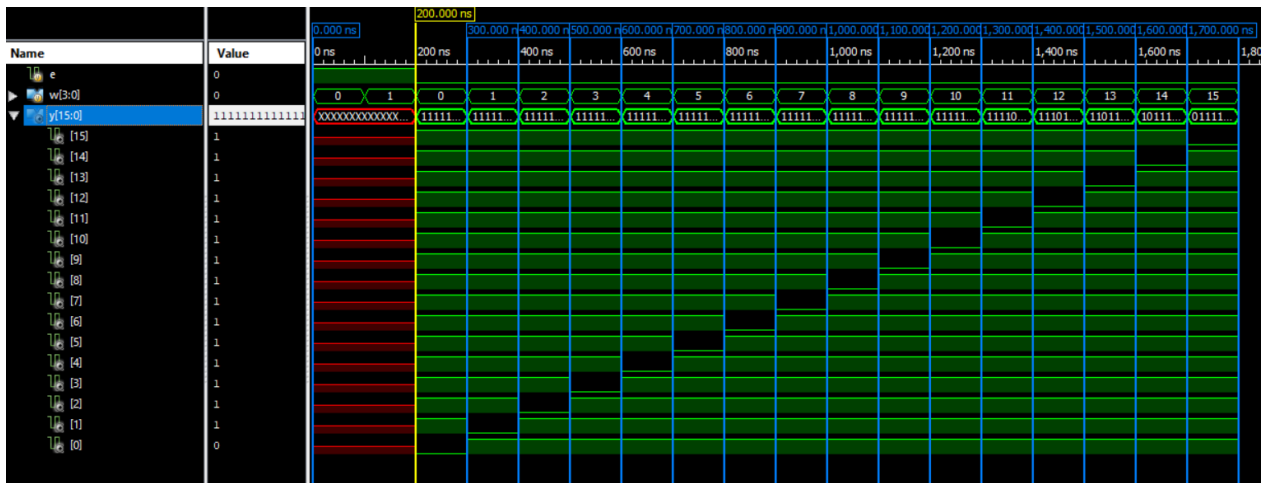 200.000 ns
0.000 ns 300.000 n 400.000 n 500.000 n 600.000 n 700.000 n 800.000 n 900.000 n 1,000.000 1,100.000 1,200.000 1,300.000 1,400.000 1,500.000 1,600.000 1,700.000 ns
Name Value 0 ns 200 ns 400 ns 600 ns 800 ns 1,000 ns 1,200 ns 1,400 ns 1,600 ns 1,80
e 0
w[3:0] 0 0 1 0 1 2 3 4 5 6 7 8 9 10 11 12 13 14 15
y[15:0] 1111111111111 XXXXXXXXXXXXX... 11111... 11111... 11111... 11111... 11111... 11111... 11111... 11111... 11111... 11111... 11111... 11110... 11101... 11011... 10111... 01111...
[15] 1
[14] 1
[13] 1
[12] 1
[11] 1
[10] 1
[9] 1
[8] 1
[7] 1
[6] 1
[5] 1
[4] 1
[3] 1
[2] 1
[1] 1
[0] 0